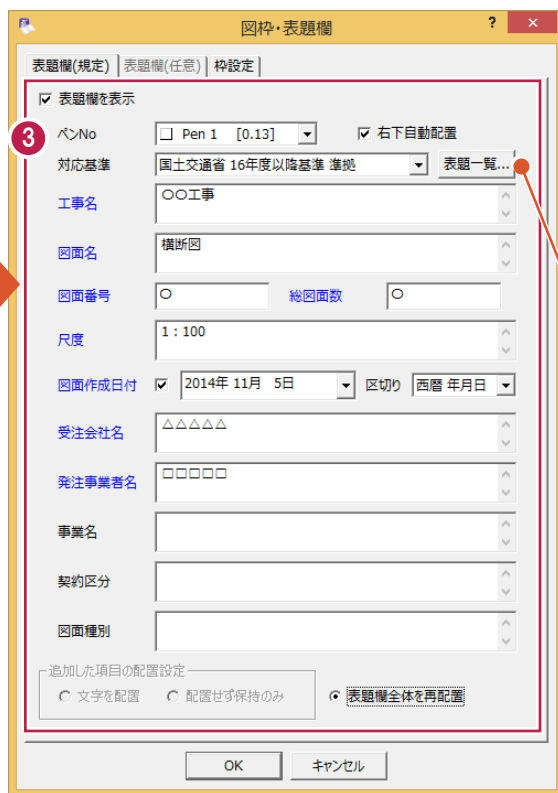 図枠・表題欄 ? ×
表題欄(規定) 表題欄(任意) 枠設定
表題欄を表示
3
ペンNo Pen 1 [0.13] 右下自動配置
対応基準 国土交通省 16年度以降基準 準拠 表題一覧...
工事名 〇〇工事
図面名 横断図
図面番号 〇 総図面数 〇
尺度 1：100
図面作成日付 2014年 11月 5日 区切り 西暦 年月日
受注会社名 △△△△△
発注事業者名 □□□□□
事業名
契約区分
図面種別
追加した項目の配置設定
文字を配置 配置せず保持のみ 表題欄全体を再配置
OK キャンセル